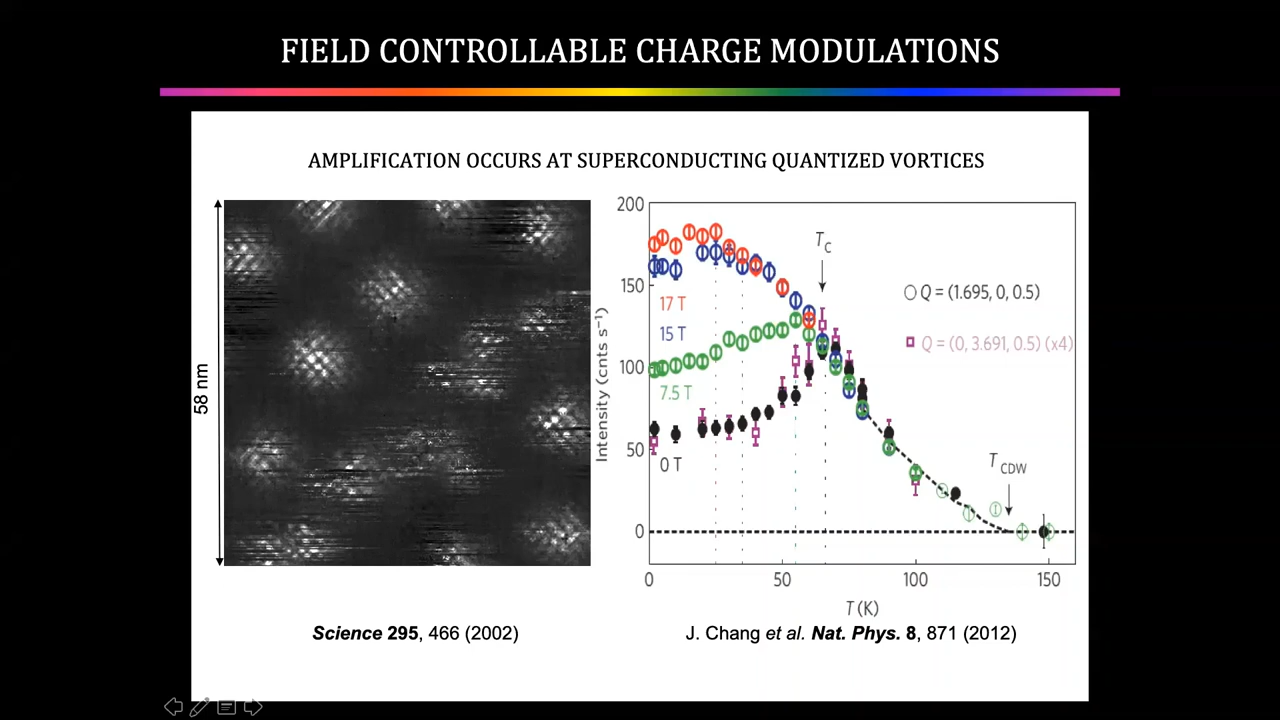 FIELD CONTROLLABLE CHARGE MODULATIONS
AMPLIFICATION OCCURS AT SUPERCONDUCTING QUANTIZED VORTICES
58 nm
Science 295, 466 (2002)
Intensity (cnts s⁻¹)
200
150
100
50
0
17 T
15 T
7.5 T
0 T
T_C
Q = (1.695, 0, 0.5)
Q = (0, 3.691, 0.5) (x4)
T_CDW
0
50
100
150
T (K)
J. Chang et al. Nat. Phys. 8, 871 (2012)